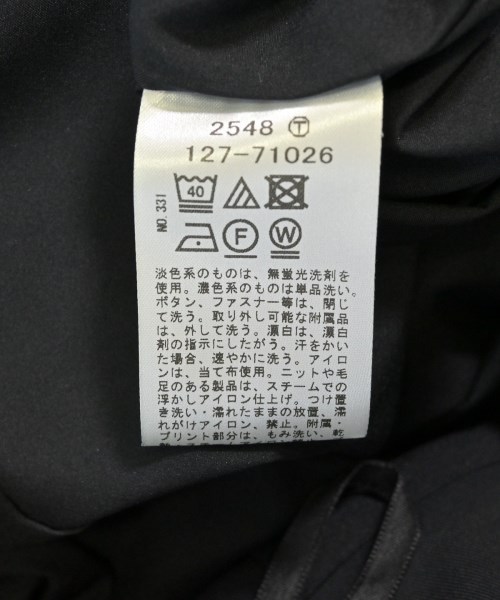 2548 Ⓣ
127-71026
NO.331
40
F W
淡色系のものは、無蛍光洗剤を
使用。濃色系のものは単品洗い。
ボタン、ファスナー等は、閉じ
て洗う。取り外し可能な附属品
は、外して洗う。漂白は、漂白
剤の指示にしたがう。汗をかい
た場合、速やかに洗う。アイロ
ンは、当て布使用。ニットや毛
足のある製品は、スチームでの
浮かしアイロン仕上げ。つけ置
き洗い・濡れたままの放置、濡
れがけアイロン、禁止。附属・
プリント部分は、もみ洗い、乾